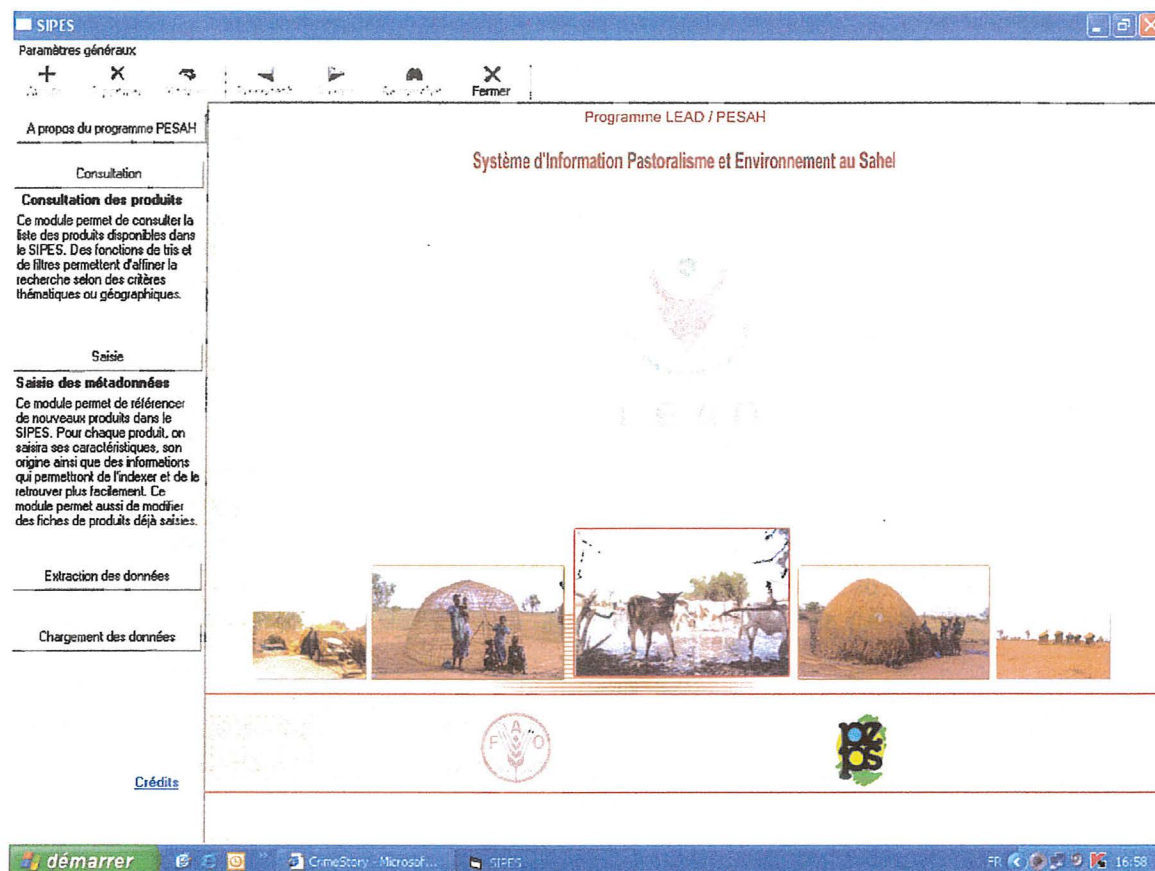 SIPES
Paramètres généraux
Fermer
A propos du programme PESAH
Consultation
Consultation des produits
Ce module permet de consulter la
liste des produits disponibles dans
le SIPES. Des fonctions de tris et
de filtres permettent d'affiner la
recherche selon des critères
thématiques ou géographiques.
Saisie
Saisie des métadonnées
Ce module permet de référencer
de nouveaux produits dans le
SIPES. Pour chaque produit, on
saisira ses caractéristiques, son
origine ainsi que des informations
qui permettront de l'indexer et de le
retrouver plus facilement. Ce
module permet aussi de modifier
des fiches de produits déjà saisies.
Extraction des données
Chargement des données
Crédits
Programme LEAD / PESAH
Système d'Information Pastoralisme et Environnement au Sahel
LEAD
FAO
pz
ps
démarrer
CrimeStory - Microsof...
SIPES
FR
16:58